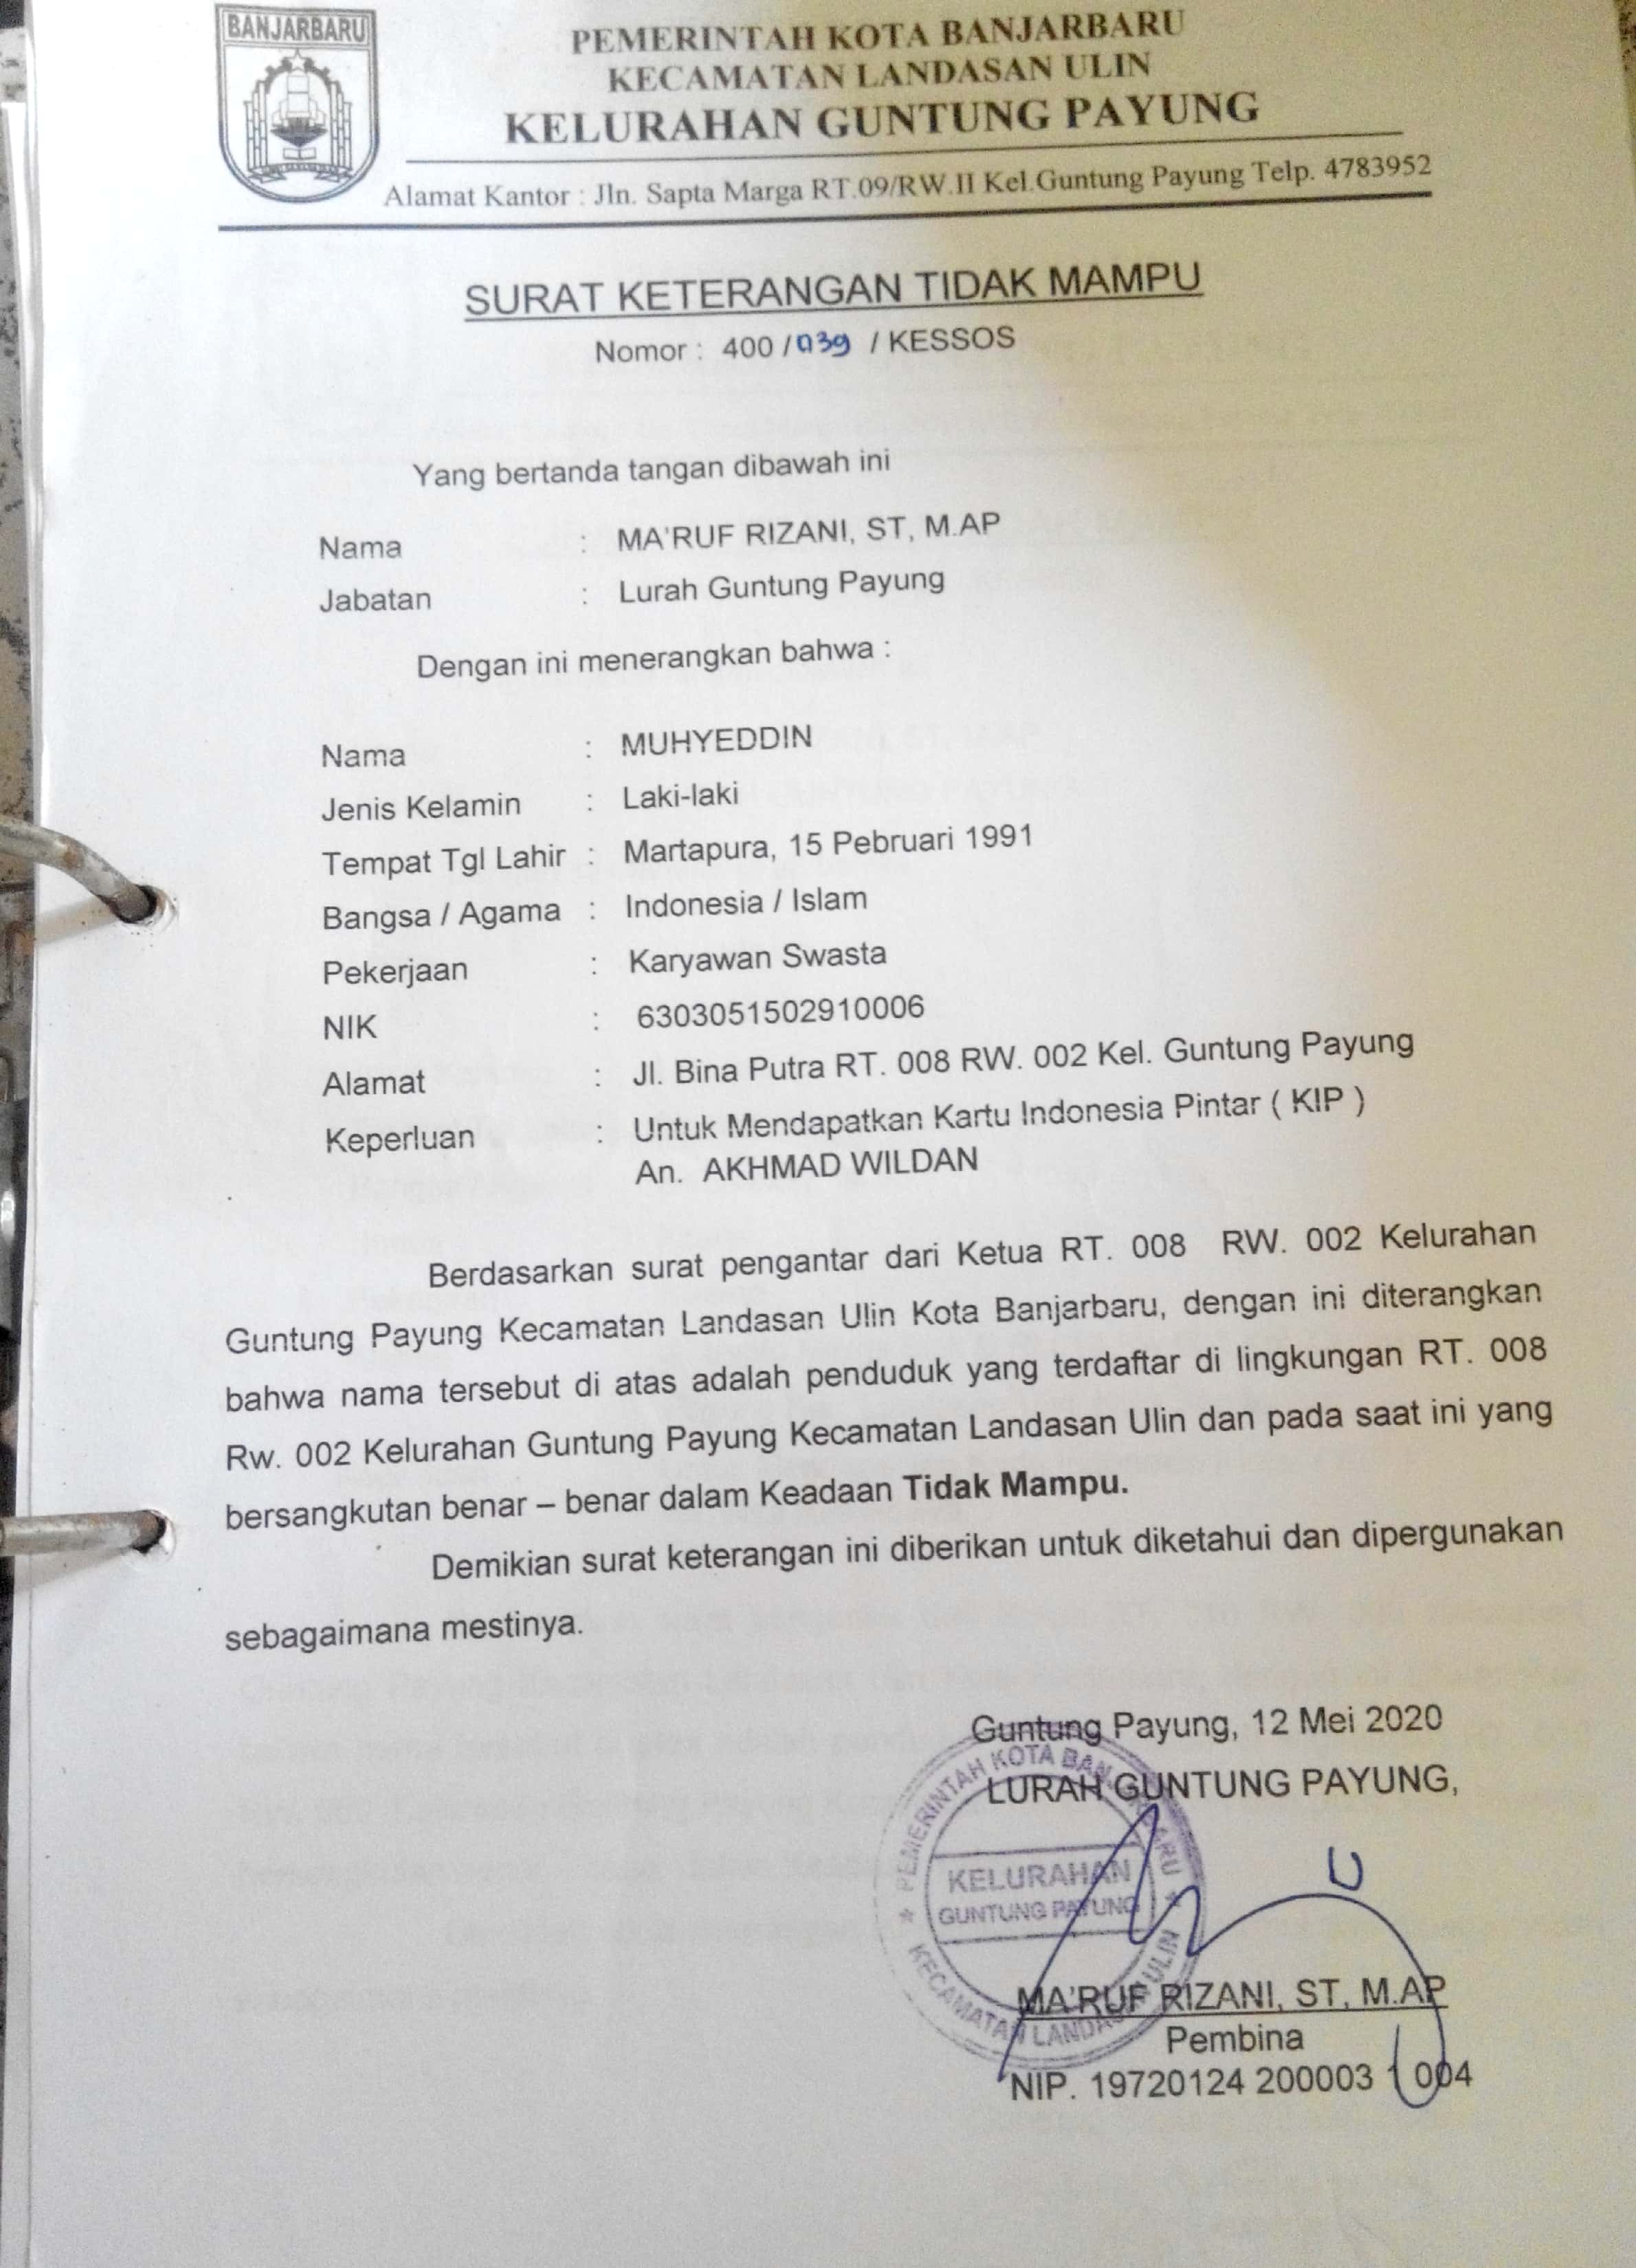 BANJARBARU
PEMERINTAH KOTA BANJARBARU
KECAMATAN LANDASAN ULIN
KELURAHAN GUNTUNG PAYUNG
Alamat Kantor : Jln. Sapta Marga RT.09/RW.II Kel.Guntung Payung Telp. 4783952
SURAT KETERANGAN TIDAK MAMPU
Nomor : 400 / 039 / KESSOS
Yang bertanda tangan dibawah ini
Nama : MA'RUF RIZANI, ST, M.AP
Jabatan : Lurah Guntung Payung
Dengan ini menerangkan bahwa :
Nama : MUHYEDDIN
Jenis Kelamin : Laki-laki
Tempat Tgl Lahir : Martapura, 15 Pebruari 1991
Bangsa / Agama : Indonesia / Islam
Pekerjaan : Karyawan Swasta
NIK : 6303051502910006
Alamat : Jl. Bina Putra RT. 008 RW. 002 Kel. Guntung Payung
Keperluan : Untuk Mendapatkan Kartu Indonesia Pintar ( KIP )
An. AKHMAD WILDAN
Berdasarkan surat pengantar dari Ketua RT. 008 RW. 002 Kelurahan
Guntung Payung Kecamatan Landasan Ulin Kota Banjarbaru, dengan ini diterangkan
bahwa nama tersebut di atas adalah penduduk yang terdaftar di lingkungan RT. 008
Rw. 002 Kelurahan Guntung Payung Kecamatan Landasan Ulin dan pada saat ini yang
bersangkutan benar – benar dalam Keadaan Tidak Mampu.
Demikian surat keterangan ini diberikan untuk diketahui dan dipergunakan
sebagaimana mestinya.
Guntung Payung, 12 Mei 2020
LURAH GUNTUNG PAYUNG,
PEMERINTAH KOTA BANJARBARU
KELURAHAN
GUNTUNG PAYUNG
KECAMATAN LANDASAN ULIN
MA'RUF RIZANI, ST, M.AP
Pembina
NIP. 19720124 200003 1 004